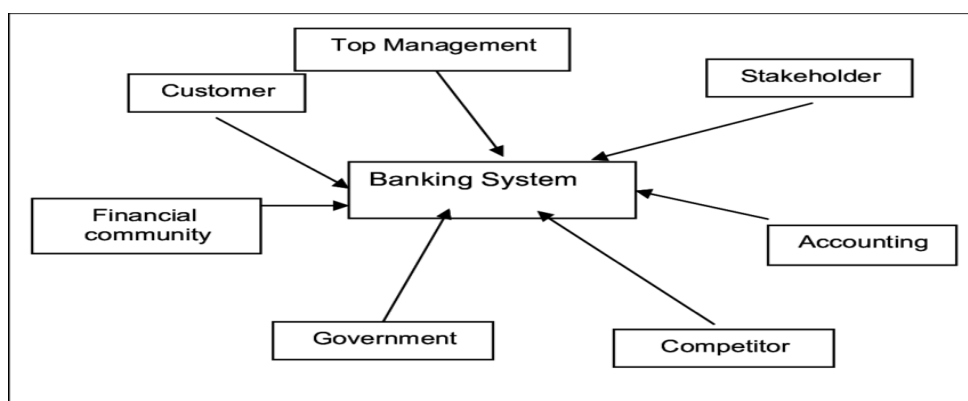 Top Management
Stakeholder
Customer
Banking System
Financial
community
Accounting
Government
Competitor